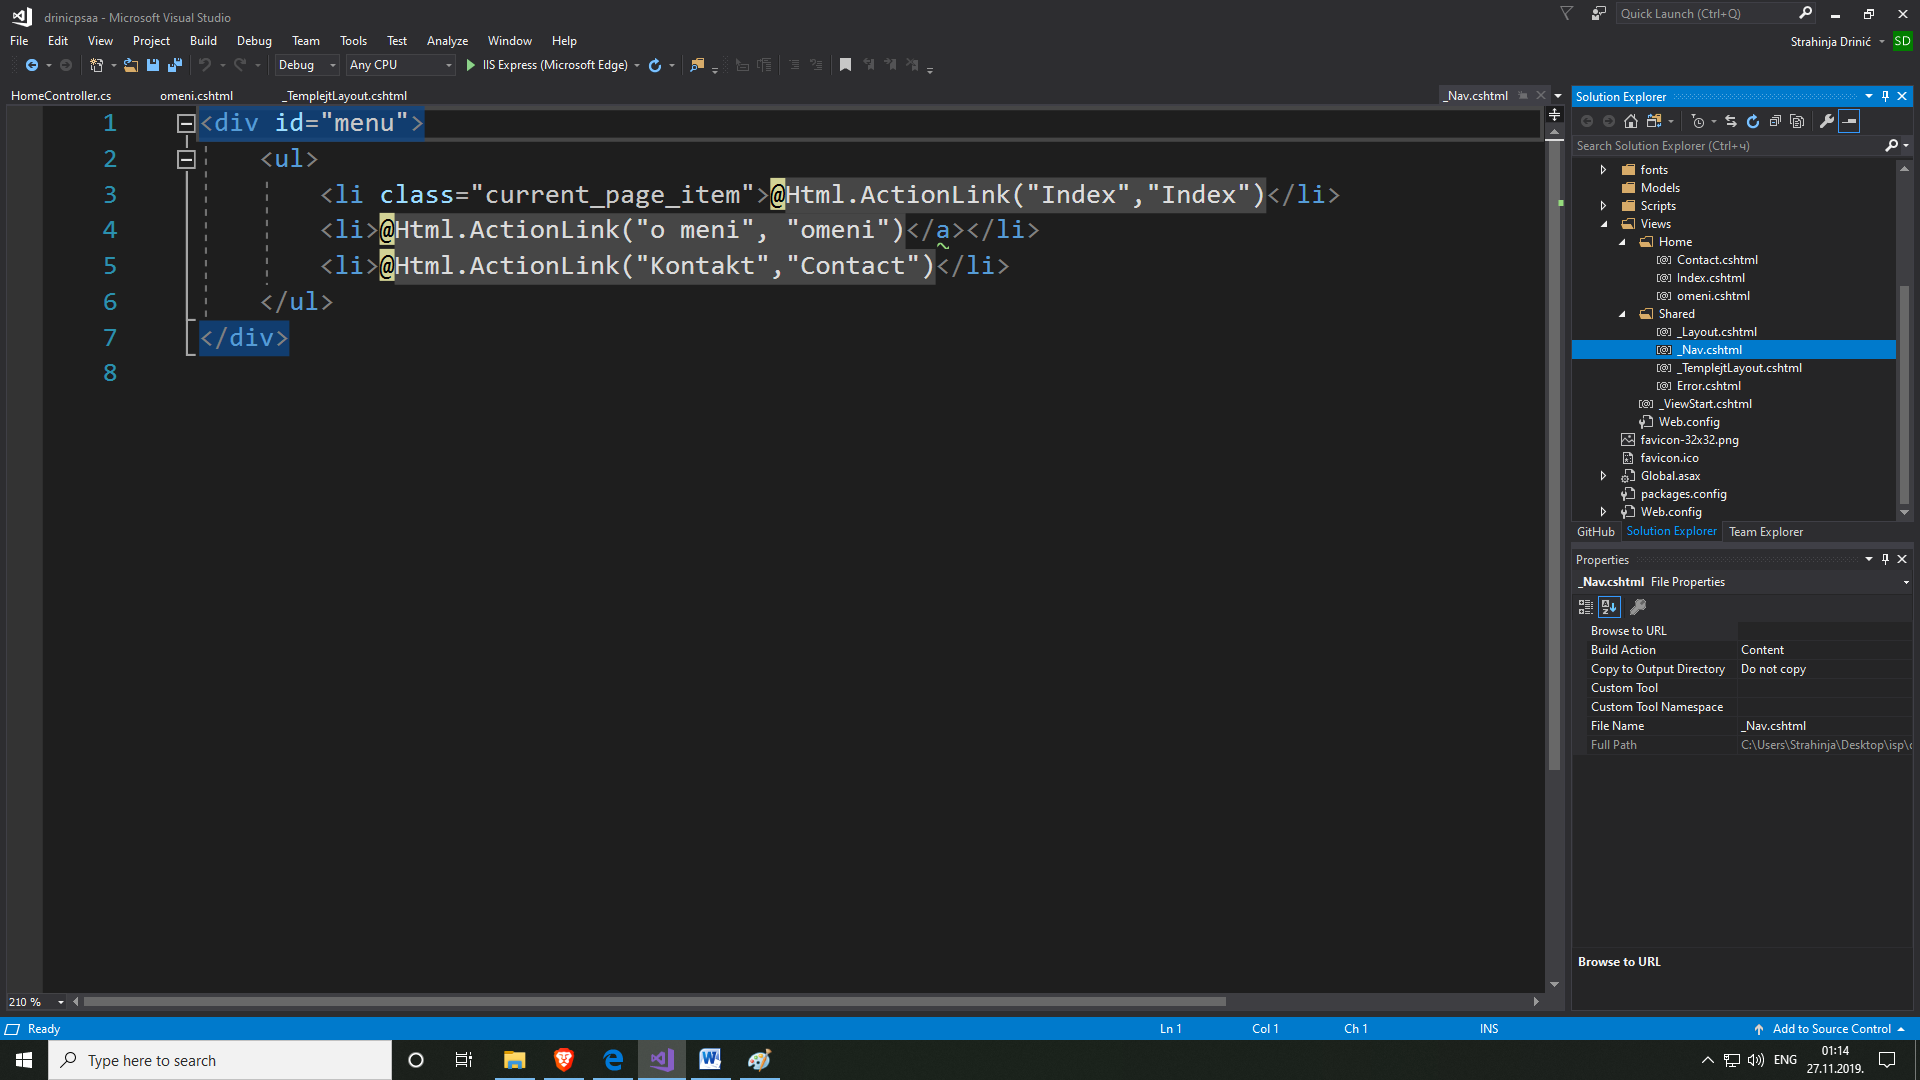 drinicpsaa - Microsoft Visual Studio
Quick Launch (Ctrl+Q)
File Edit View Project Build Debug Team Tools Test Analyze Window Help
Strahinja Drinić SD
Debug Any CPU IIS Express (Microsoft Edge)
HomeController.cs omeni.cshtml _TemplejtLayout.cshtml _Nav.cshtml
1 <div id="menu">
2 <ul>
3 <li class="current_page_item">@Html.ActionLink("Index","Index")</li>
4 <li>@Html.ActionLink("o meni", "omeni")</a></li>
5 <li>@Html.ActionLink("Kontakt","Contact")</li>
6 </ul>
7 </div>
8
210 %
Solution Explorer
Search Solution Explorer (Ctrl+ч)
fonts
Models
Scripts
Views
Home
Contact.cshtml
Index.cshtml
omeni.cshtml
Shared
_Layout.cshtml
_Nav.cshtml
_TemplejtLayout.cshtml
Error.cshtml
_ViewStart.cshtml
Web.config
favicon-32x32.png
favicon.ico
Global.asax
packages.config
Web.config
GitHub Solution Explorer Team Explorer
Properties
_Nav.cshtml File Properties
Browse to URL
Build Action Content
Copy to Output Directory Do not copy
Custom Tool
Custom Tool Namespace
File Name _Nav.cshtml
Full Path C:\Users\Strahinja\Desktop\isp\
Browse to URL
Ready Ln 1 Col 1 Ch 1 INS Add to Source Control
Type here to search
ENG
01:14
27.11.2019.